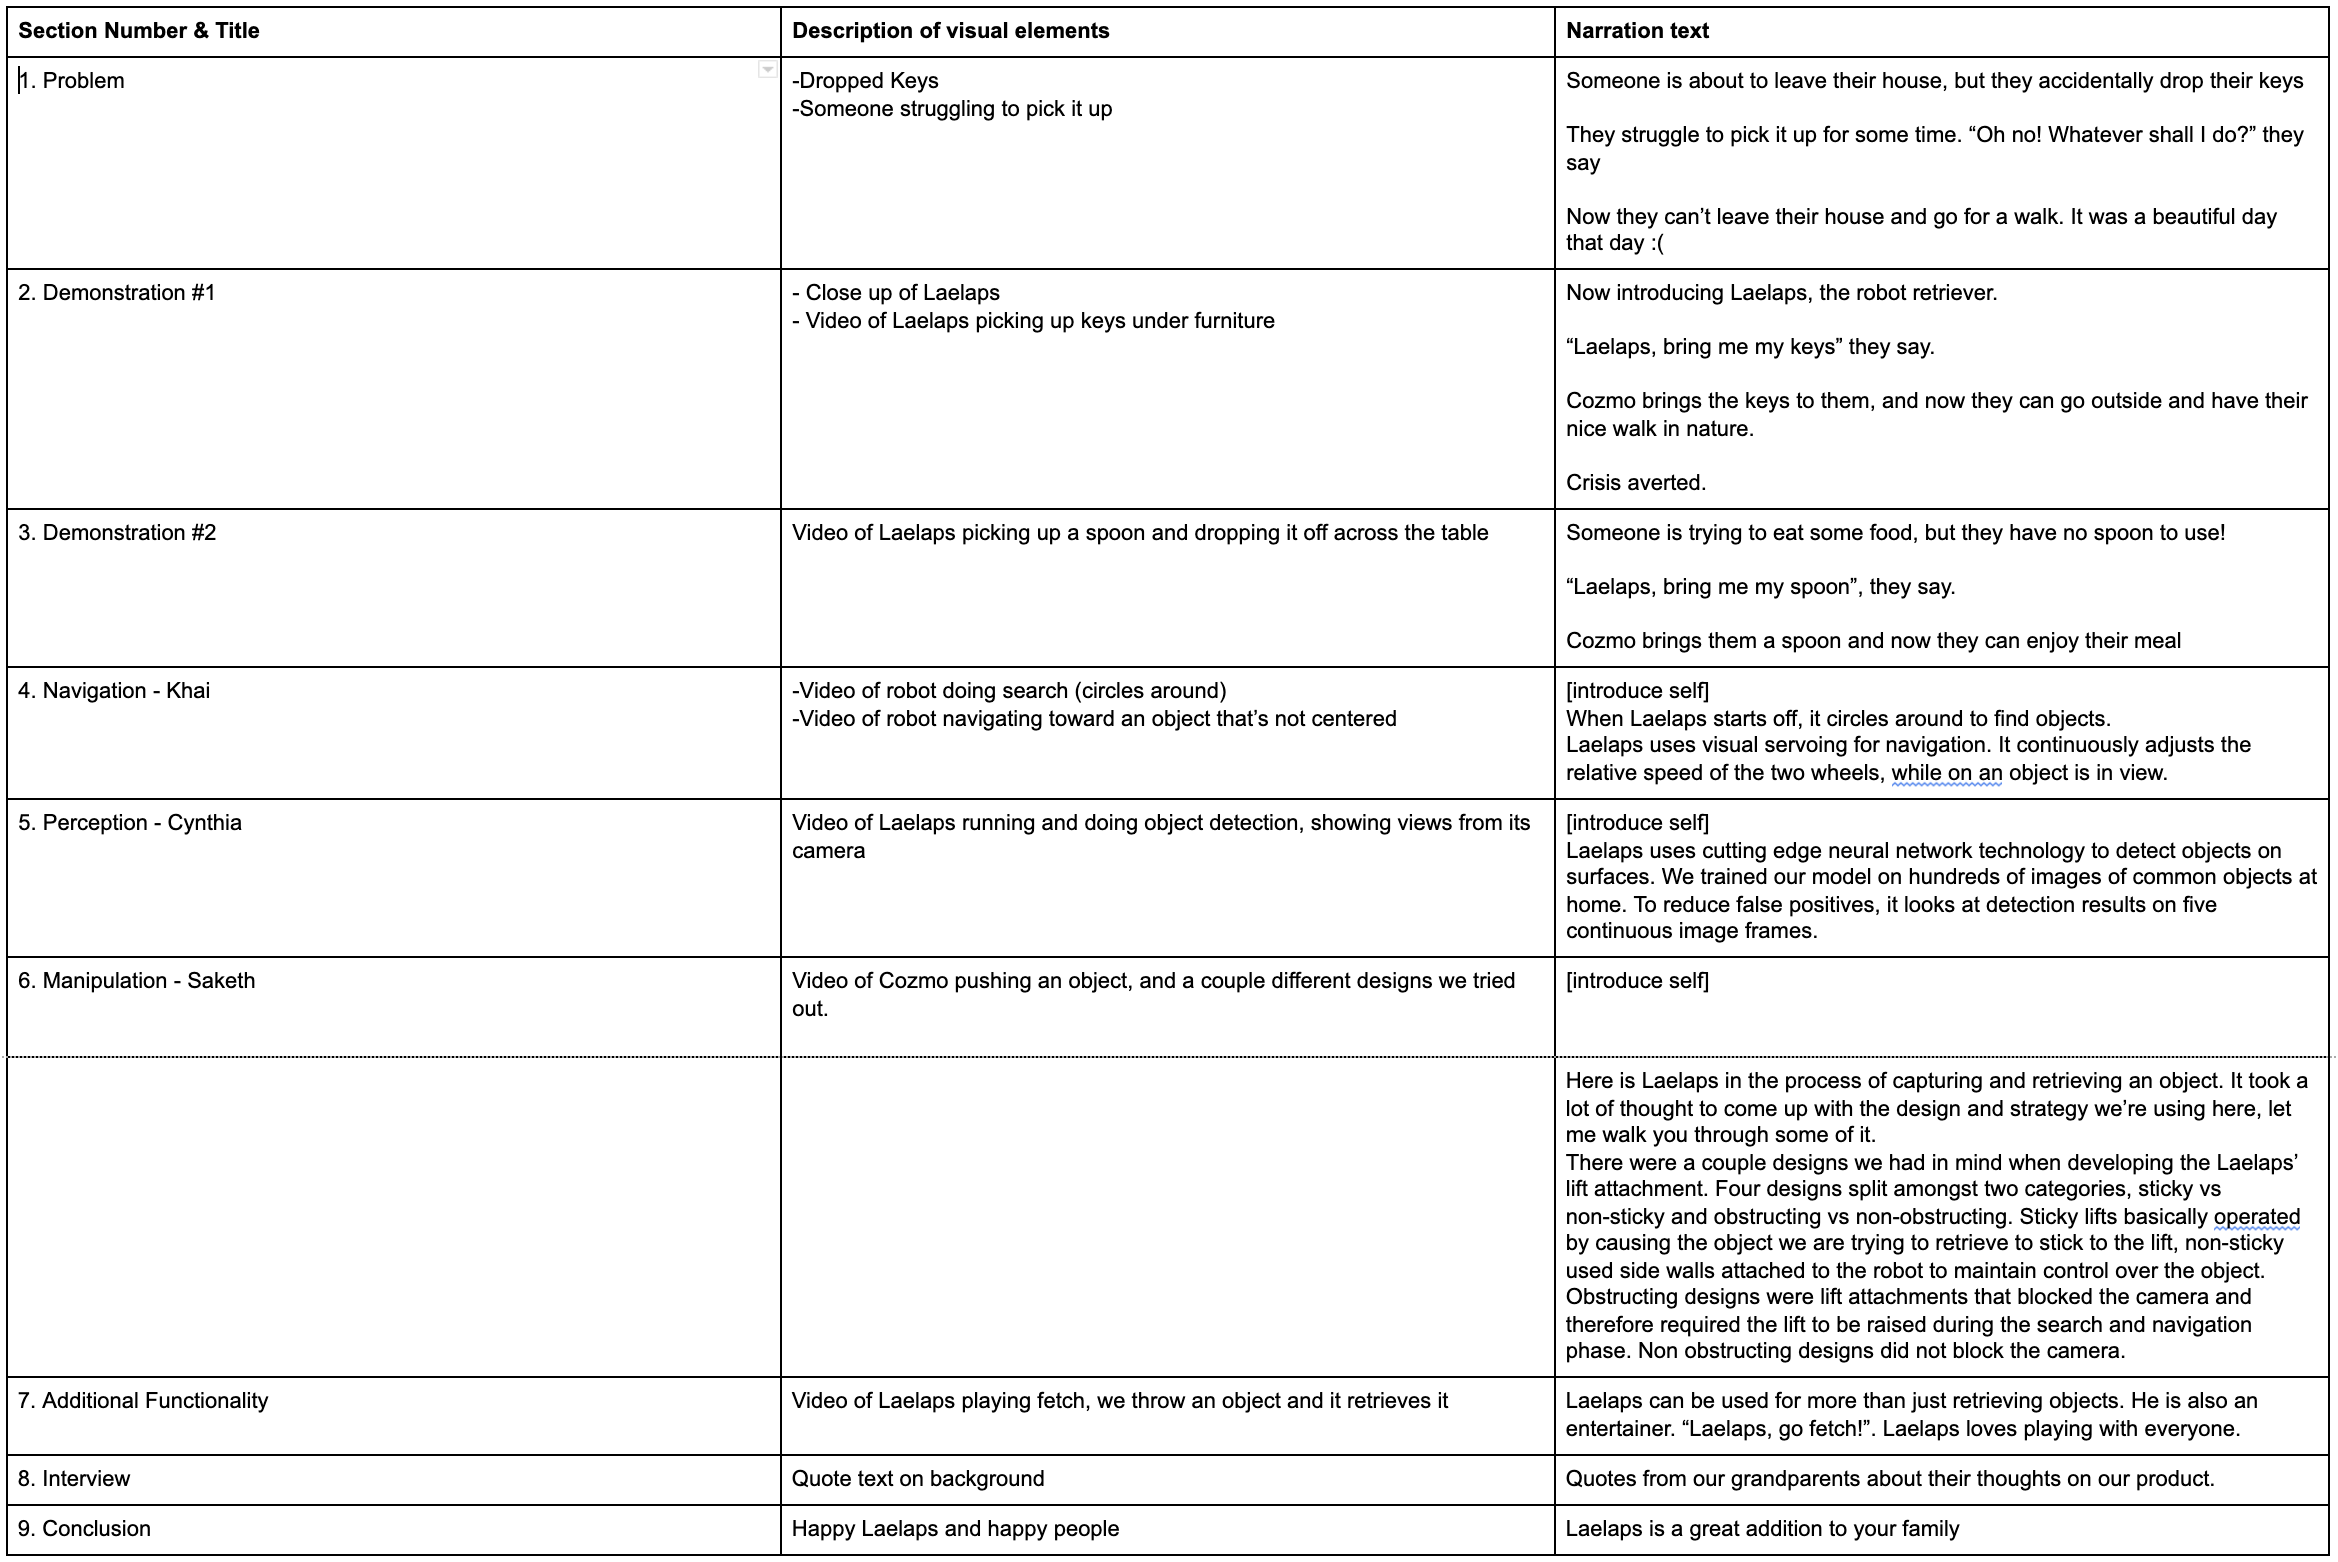 Section Number & Title
Description of visual elements
Narration text
1. Problem
-Dropped Keys
-Someone struggling to pick it up
Someone is about to leave their house, but they accidentally drop their keys
They struggle to pick it up for some time. “Oh no! Whatever shall I do?” they
say
Now they can’t leave their house and go for a walk. It was a beautiful day
that day :(
2. Demonstration #1
- Close up of Laelaps
- Video of Laelaps picking up keys under furniture
Now introducing Laelaps, the robot retriever.
“Laelaps, bring me my keys” they say.
Cozmo brings the keys to them, and now they can go outside and have their
nice walk in nature.
Crisis averted.
3. Demonstration #2
Video of Laelaps picking up a spoon and dropping it off across the table
Someone is trying to eat some food, but they have no spoon to use!
“Laelaps, bring me my spoon”, they say.
Cozmo brings them a spoon and now they can enjoy their meal
4. Navigation - Khai
-Video of robot doing search (circles around)
-Video of robot navigating toward an object that’s not centered
[introduce self]
When Laelaps starts off, it circles around to find objects.
Laelaps uses visual servoing for navigation. It continuously adjusts the
relative speed of the two wheels, while on an object is in view.
5. Perception - Cynthia
Video of Laelaps running and doing object detection, showing views from its
camera
[introduce self]
Laelaps uses cutting edge neural network technology to detect objects on
surfaces. We trained our model on hundreds of images of common objects at
home. To reduce false positives, it looks at detection results on five
continuous image frames.
6. Manipulation - Saketh
Video of Cozmo pushing an object, and a couple different designs we tried
out.
[introduce self]
Here is Laelaps in the process of capturing and retrieving an object. It took a
lot of thought to come up with the design and strategy we’re using here, let
me walk you through some of it.
There were a couple designs we had in mind when developing the Laelaps’
lift attachment. Four designs split amongst two categories, sticky vs
non-sticky and obstructing vs non-obstructing. Sticky lifts basically operated
by causing the object we are trying to retrieve to stick to the lift, non-sticky
used side walls attached to the robot to maintain control over the object.
Obstructing designs were lift attachments that blocked the camera and
therefore required the lift to be raised during the search and navigation
phase. Non obstructing designs did not block the camera.
7. Additional Functionality
Video of Laelaps playing fetch, we throw an object and it retrieves it
Laelaps can be used for more than just retrieving objects. He is also an
entertainer. “Laelaps, go fetch!”. Laelaps loves playing with everyone.
8. Interview
Quote text on background
Quotes from our grandparents about their thoughts on our product.
9. Conclusion
Happy Laelaps and happy people
Laelaps is a great addition to your family